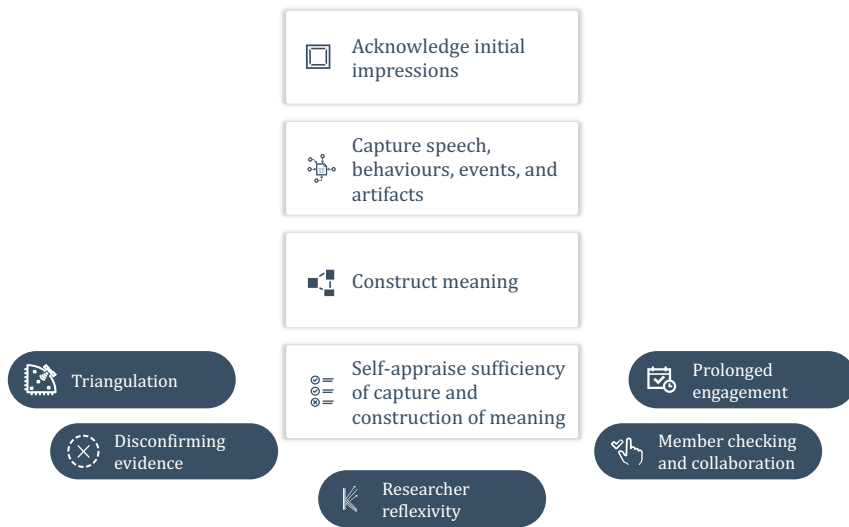 Acknowledge initial
impressions
Capture speech,
behaviours, events, and
artifacts
Construct meaning
Self-appraise sufficiency
of capture and
construction of meaning
Triangulation
Disconfirming
evidence
Researcher
reflexivity
Prolonged
engagement
Member checking
and collaboration